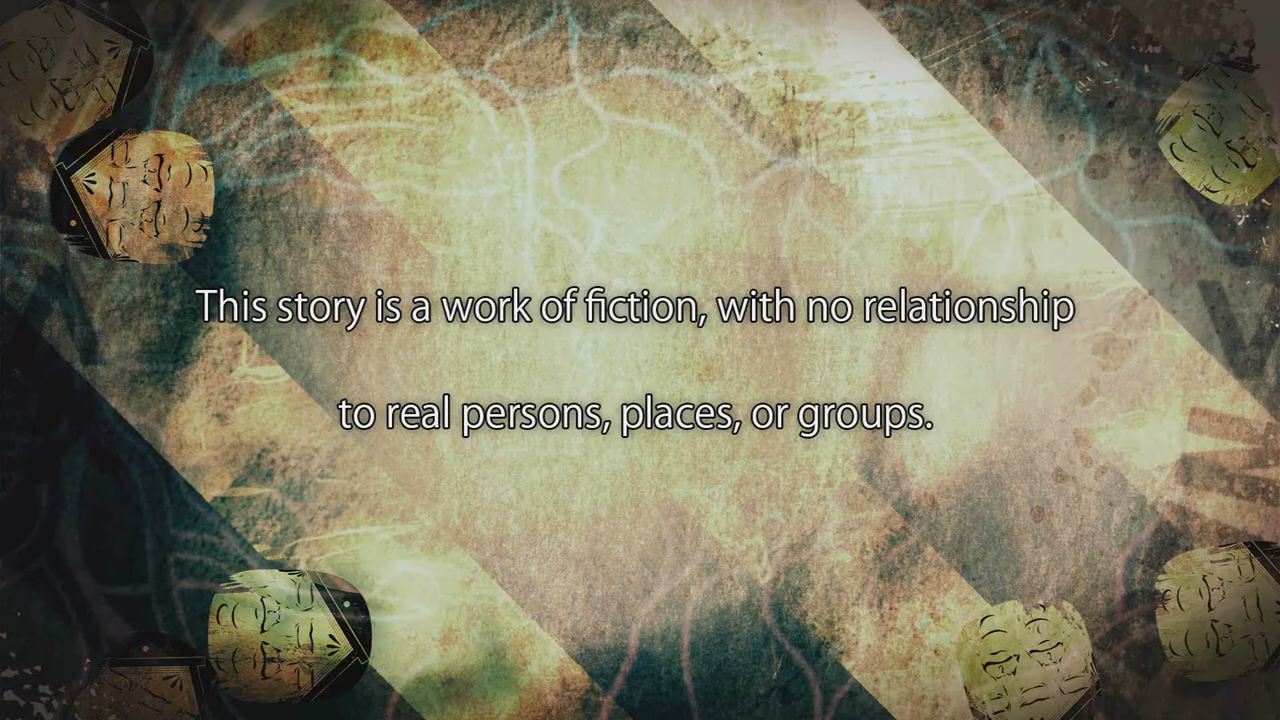 This story is a work of fiction, with no relationship
to real persons, places, or groups.